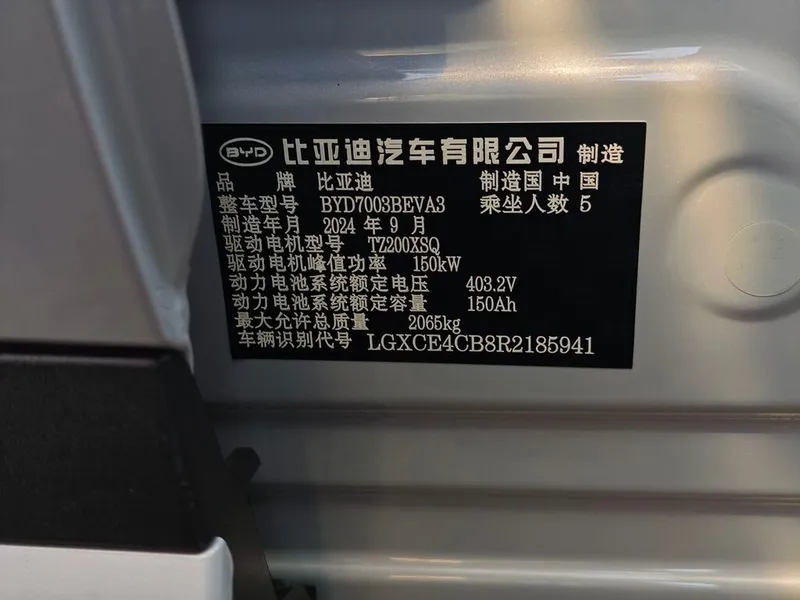 BYD 比亚迪汽车有限公司 制造
品 牌 比亚迪 制造国 中国
整车型号 BYD7003BEVA3 乘坐人数 5
制造年月 2024 年 9 月
驱动电机型号 TZ200XSQ
驱动电机峰值功率 150kW
动力电池系统额定电压 403.2V
动力电池系统额定容量 150Ah
最大允许总质量 2065kg
车辆识别代号 LGXCE4CB8R2185941